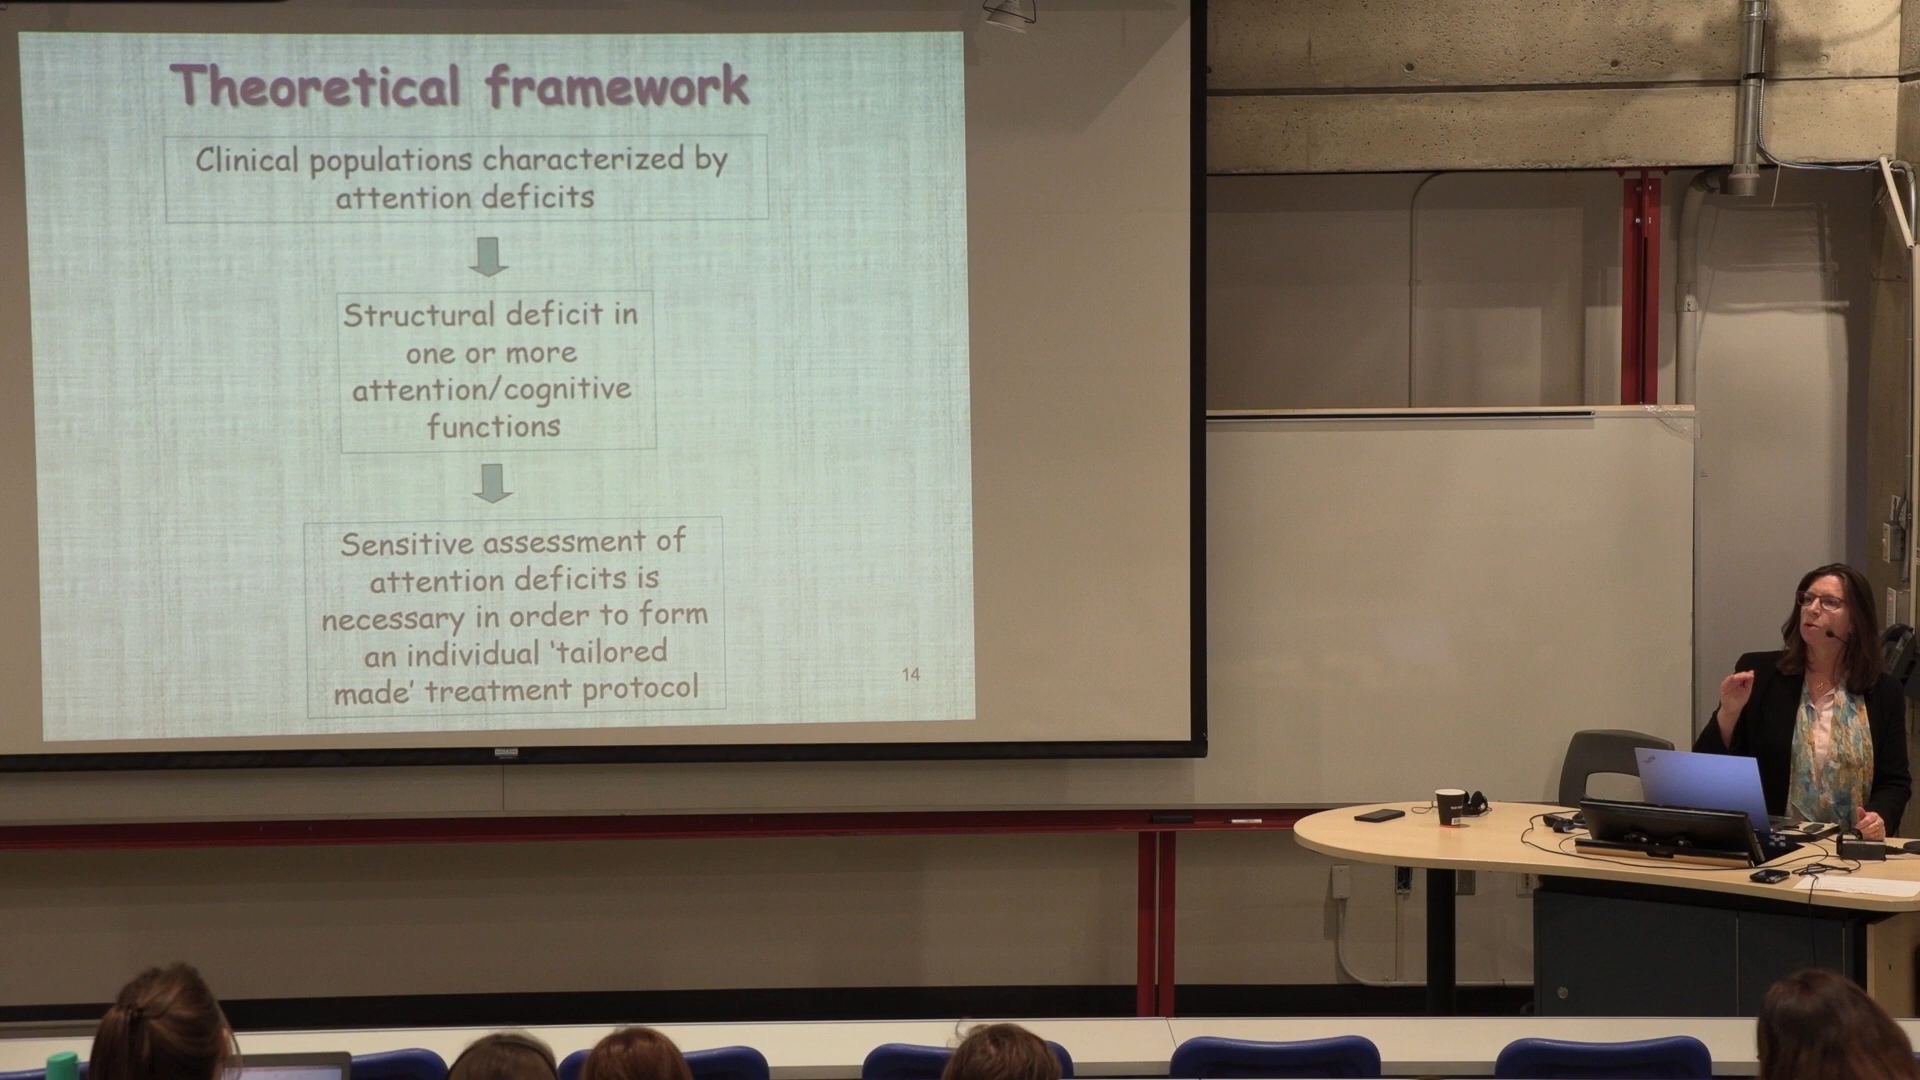 Theoretical framework
Clinical populations characterized by
attention deficits
Structural deficit in
one or more
attention/cognitive
functions
Sensitive assessment of
attention deficits is
necessary in order to form
an individual 'tailored
made' treatment protocol
14